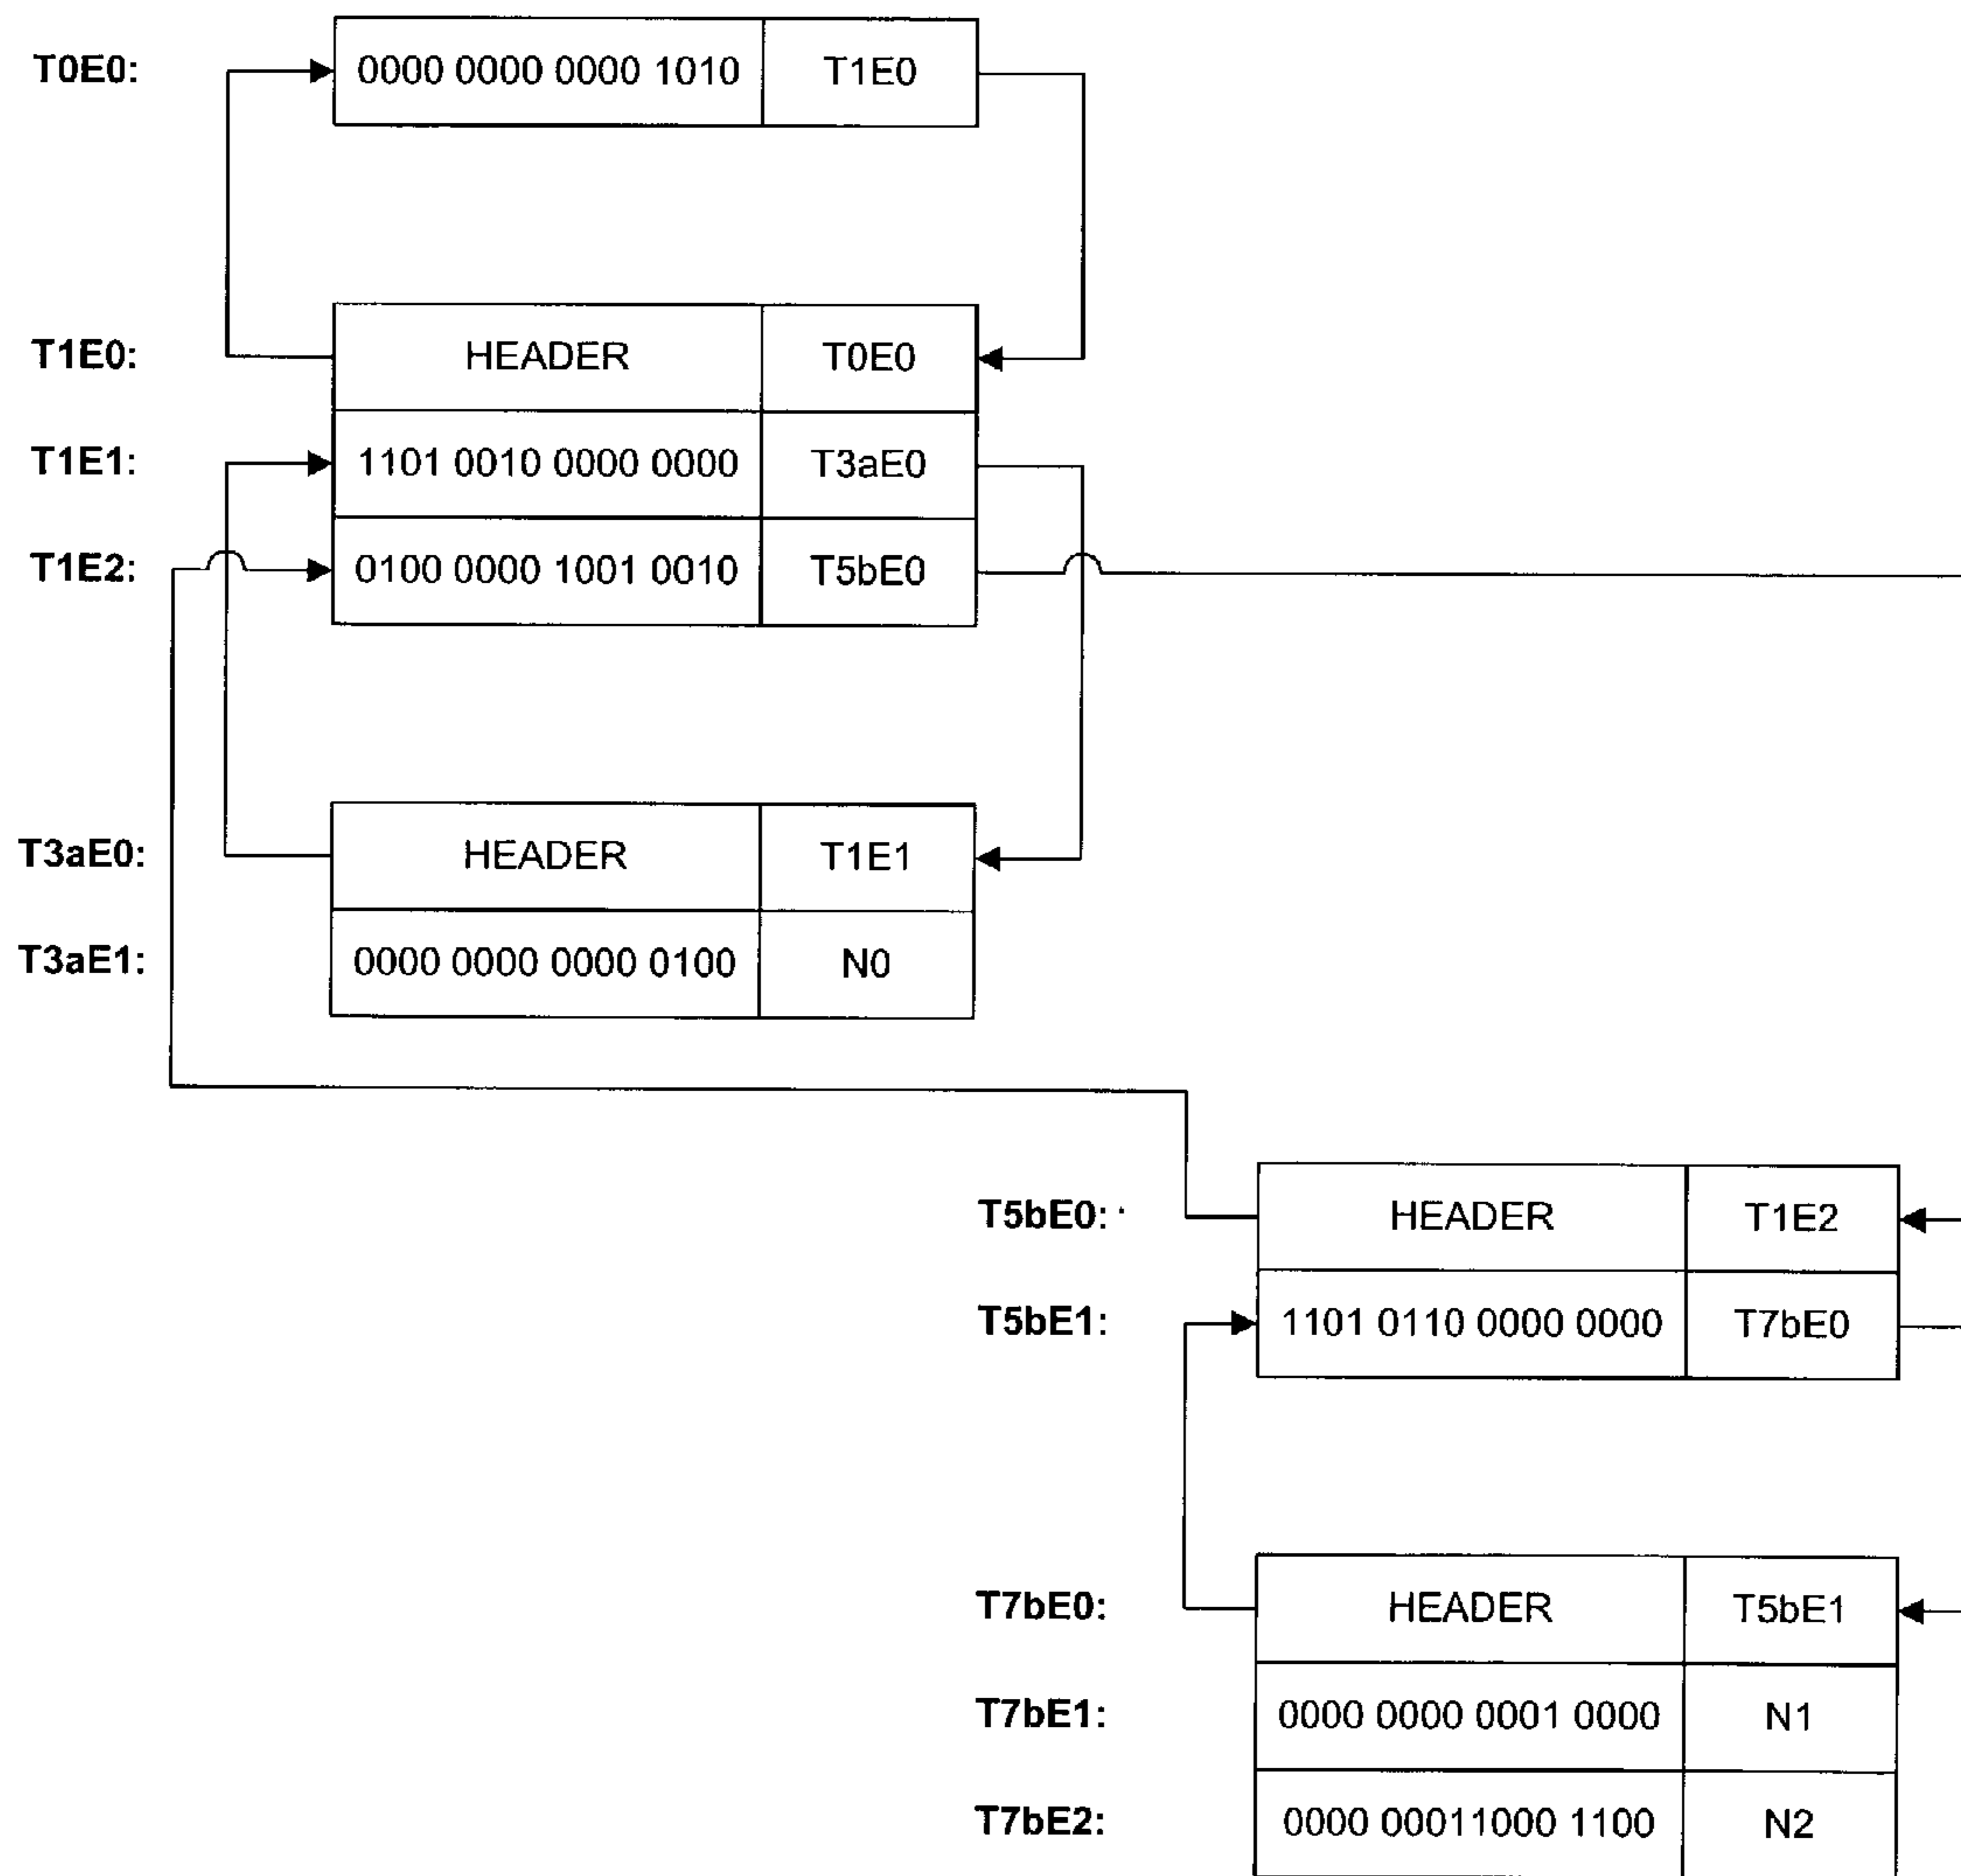 T0E0: 0000 0000 0000 1010 T1E0
T1E0: HEADER T0E0
T1E1: 1101 0010 0000 0000 T3aE0
T1E2: 0100 0000 1001 0010 T5bE0
T3aE0: HEADER T1E1
T3aE1: 0000 0000 0000 0100 N0
T5bE0: HEADER T1E2
T5bE1: 1101 0110 0000 0000 T7bE0
T7bE0: HEADER T5bE1
T7bE1: 0000 0000 0001 0000 N1
T7bE2: 0000 00011000 1100 N2